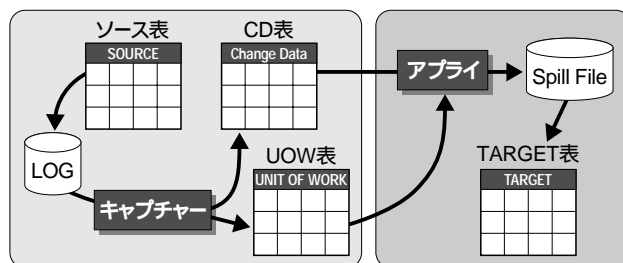 ソース表
SOURCE
CD表
Change Data
アプライ
Spill File
LOG
キャプチャー
UOW表
UNIT OF WORK
TARGET表
TARGET